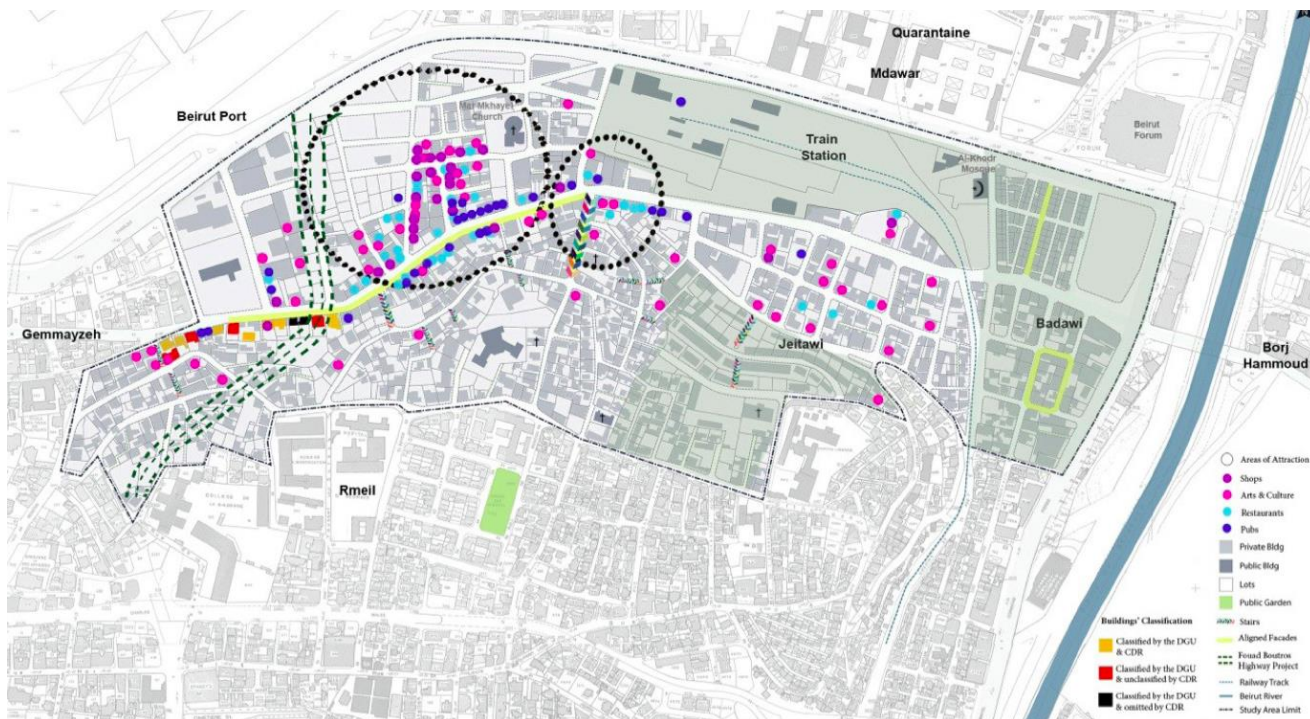 Quarantaine
Mdawar
Beirut Port
Mar Mkhayel
Church
Train
Station
Al-Khodr
Mosque
Beirut
Forum
FORUM
Gemmayzeh
Badawi
Jeitawi
Borj
Hammoud
Rmeil
Areas of Attraction
Shops
Arts & Culture
Restaurants
Pubs
Private Bldg
Public Bldg
Lots
Public Garden
Stairs
Aligned Facades
Fouad Boutros
Highway Project
Railway Track
Beirut River
Study Area Limit
Buildings' Classification
Classified by the DGU
& CDR
Classified by the DGU
& unclassified by CDR
Classified by the DGU
& omitted by CDR